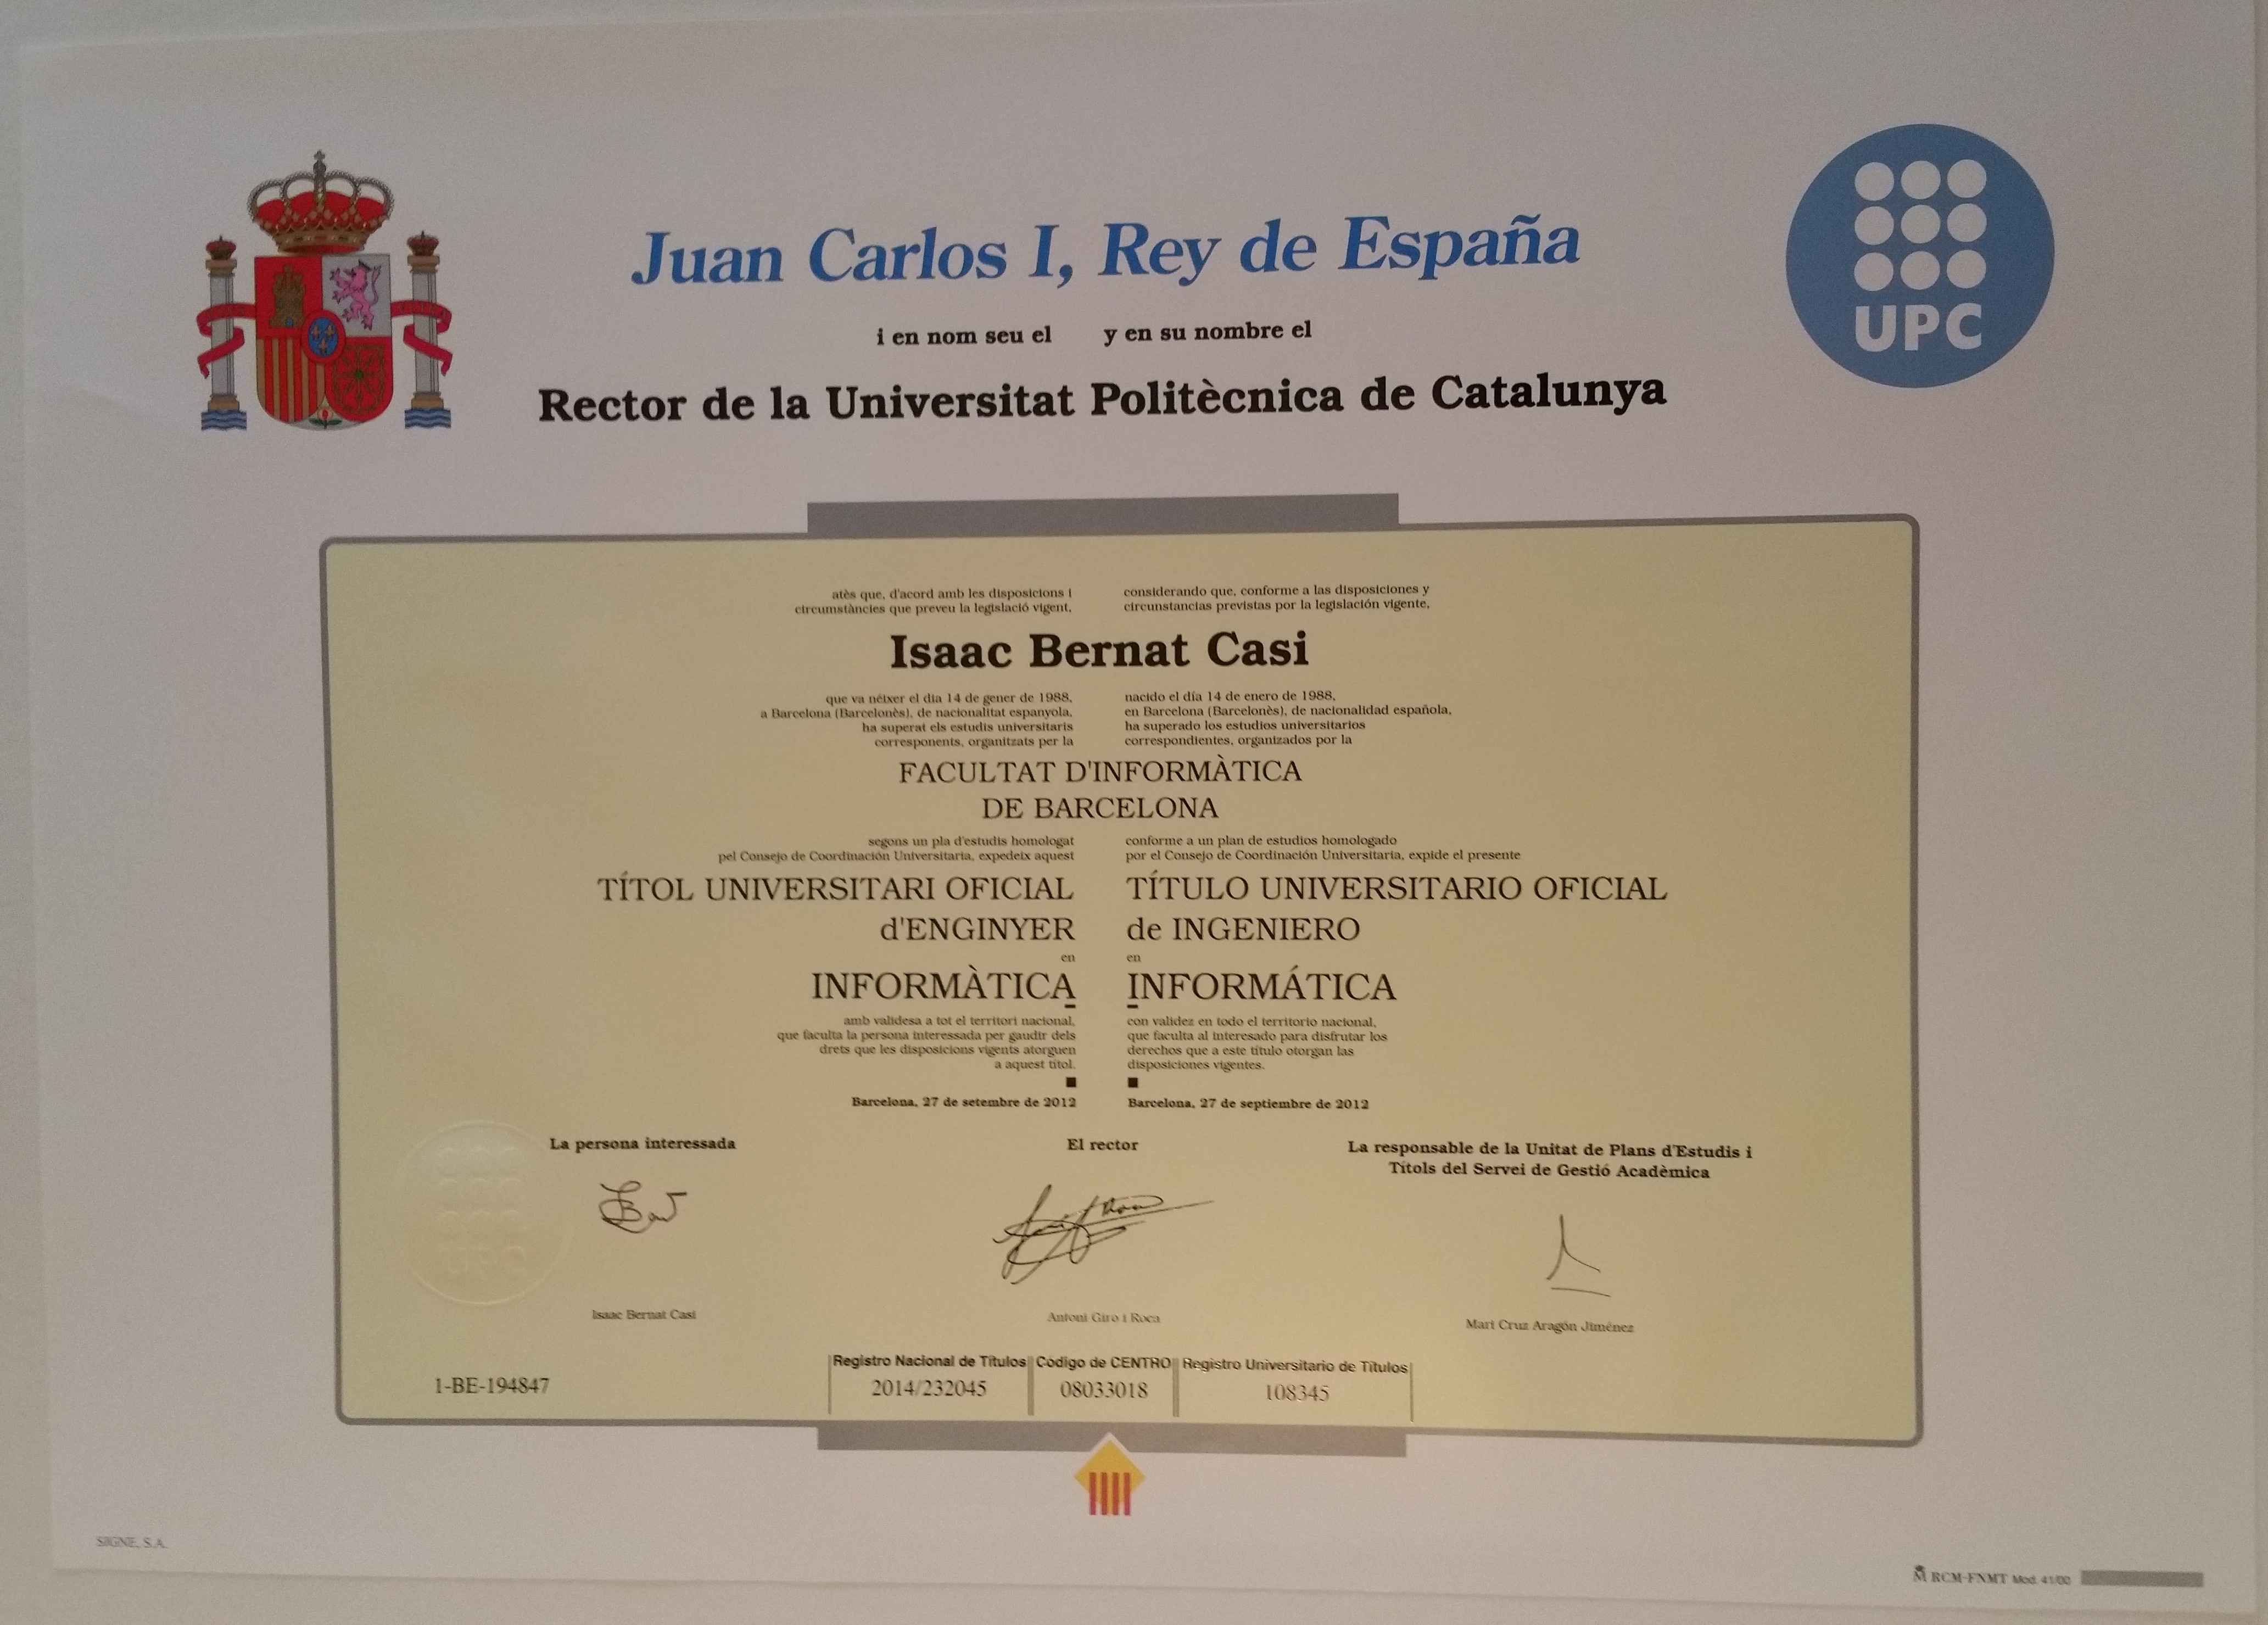 Juan Carlos I, Rey de España
i en nom seu el
y en su nombre el
Rector de la Universitat Politècnica de Catalunya
UPC
atès que, d'acord amb les disposicions i
circumstàncies que preveu la legislació vigent,
considerando que, conforme a las disposiciones y
circunstancias previstas por la legislación vigente,
Isaac Bernat Casi
que va néixer el dia 14 de gener de 1988,
a Barcelona (Barcelonès), de nacionalitat espanyola,
ha superat els estudis universitaris
corresponents, organitzats per la
nacido el día 14 de enero de 1988,
en Barcelona (Barcelonès), de nacionalidad española,
ha superado los estudios universitarios
correspondientes, organizados por la
FACULTAT D'INFORMÀTICA
DE BARCELONA
segons un pla d'estudis homologat
pel Consejo de Coordinación Universitaria, expedeix aquest
conforme a un plan de estudios homologado
por el Consejo de Coordinación Universitaria, expide el presente
TÍTOL UNIVERSITARI OFICIAL
d'ENGINYER
en
INFORMÀTICA
TÍTULO UNIVERSITARIO OFICIAL
de INGENIERO
en
INFORMÁTICA
amb validesa a tot el territori nacional,
que faculta la persona interessada per gaudir dels
drets que les disposicions vigents atorguen
a aquest títol.
con validez en todo el territorio nacional,
que faculta al interesado para disfrutar los
derechos que a este título otorgan las
disposiciones vigentes.
Barcelona, 27 de setembre de 2012
Barcelona, 27 de septiembre de 2012
La persona interessada
El rector
La responsable de la Unitat de Plans d'Estudis i
Títols del Servei de Gestió Acadèmica
UPC
Isaac Bernat Casi
Antoni Giro i Roca
Mari Cruz Aragón Jiménez
1-BE-194847
Registro Nacional de Títulos
2014/232045
Código de CENTRO
08033018
Registro Universitario de Títulos
108345
SIGNE, S.A.
RCM-FNMT Mod. 41/00